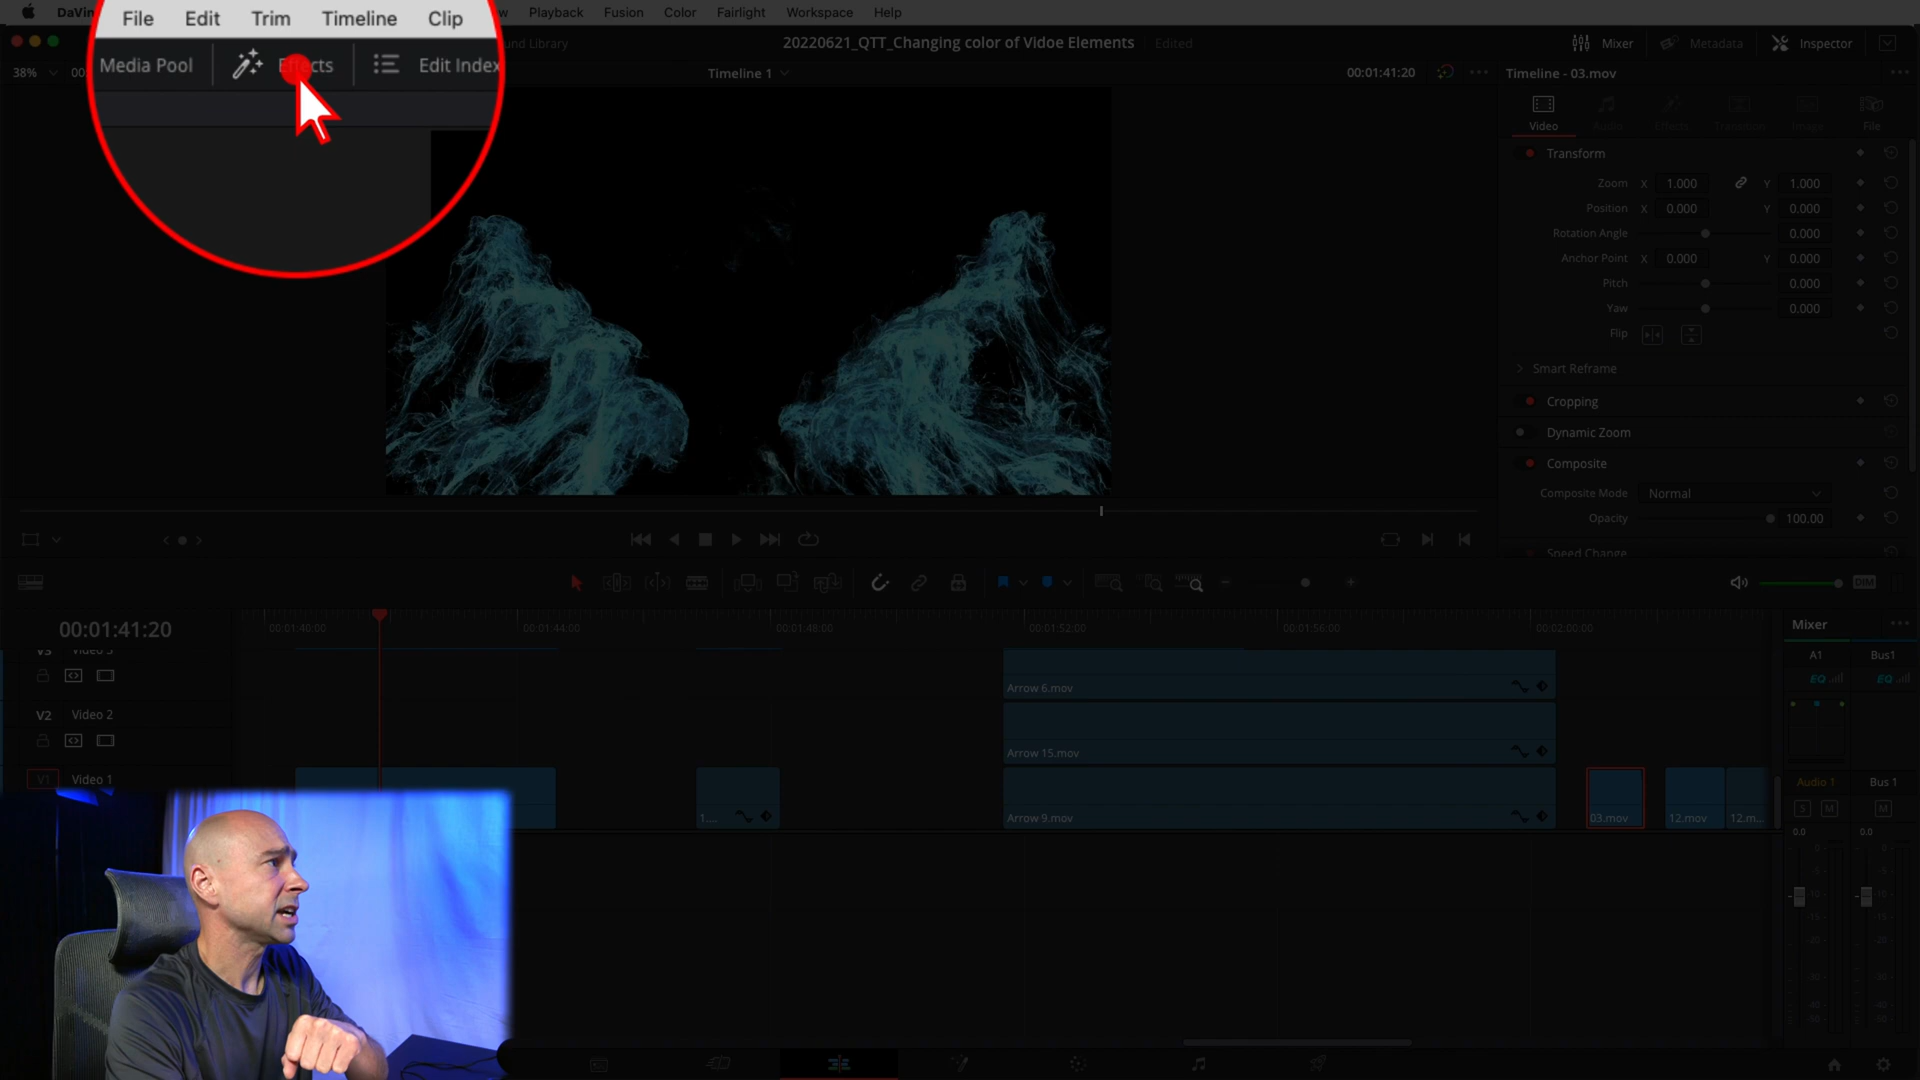 DaVin
File Edit Trim Timeline Clip
Playback Fusion Color Fairlight Workspace Help
Media Pool Effects Edit Index
und Library
20220621_QTT_Changing color of Vidoe Elements Edited
Mixer Metadata Inspector
38%
Timeline 1
00:01:41:20
Timeline - 03.mov
Video Audio Effects Transition Image File
Transform
Zoom X 1.000 Y 1.000
Position X 0.000 Y 0.000
Rotation Angle 0.000
Anchor Point X 0.000 Y 0.000
Pitch 0.000
Yaw 0.000
Flip
Smart Reframe
Cropping
Dynamic Zoom
Composite
Composite Mode Normal
Opacity 100.00
Speed Change
DIM
00:01:41:20
00:01:40:00 00:01:44:00 00:01:48:00 00:01:52:00 00:01:56:00 00:02:00:00
Mixer
V3 Video 3
A1 Bus1
EQ EQ
Arrow 6.mov
V2 Video 2
Arrow 15.mov
V1 Video 1
Audio 1 Bus 1
S M M
1....
Arrow 9.mov
03.mov
12.mov
12.m...
0.0 0.0